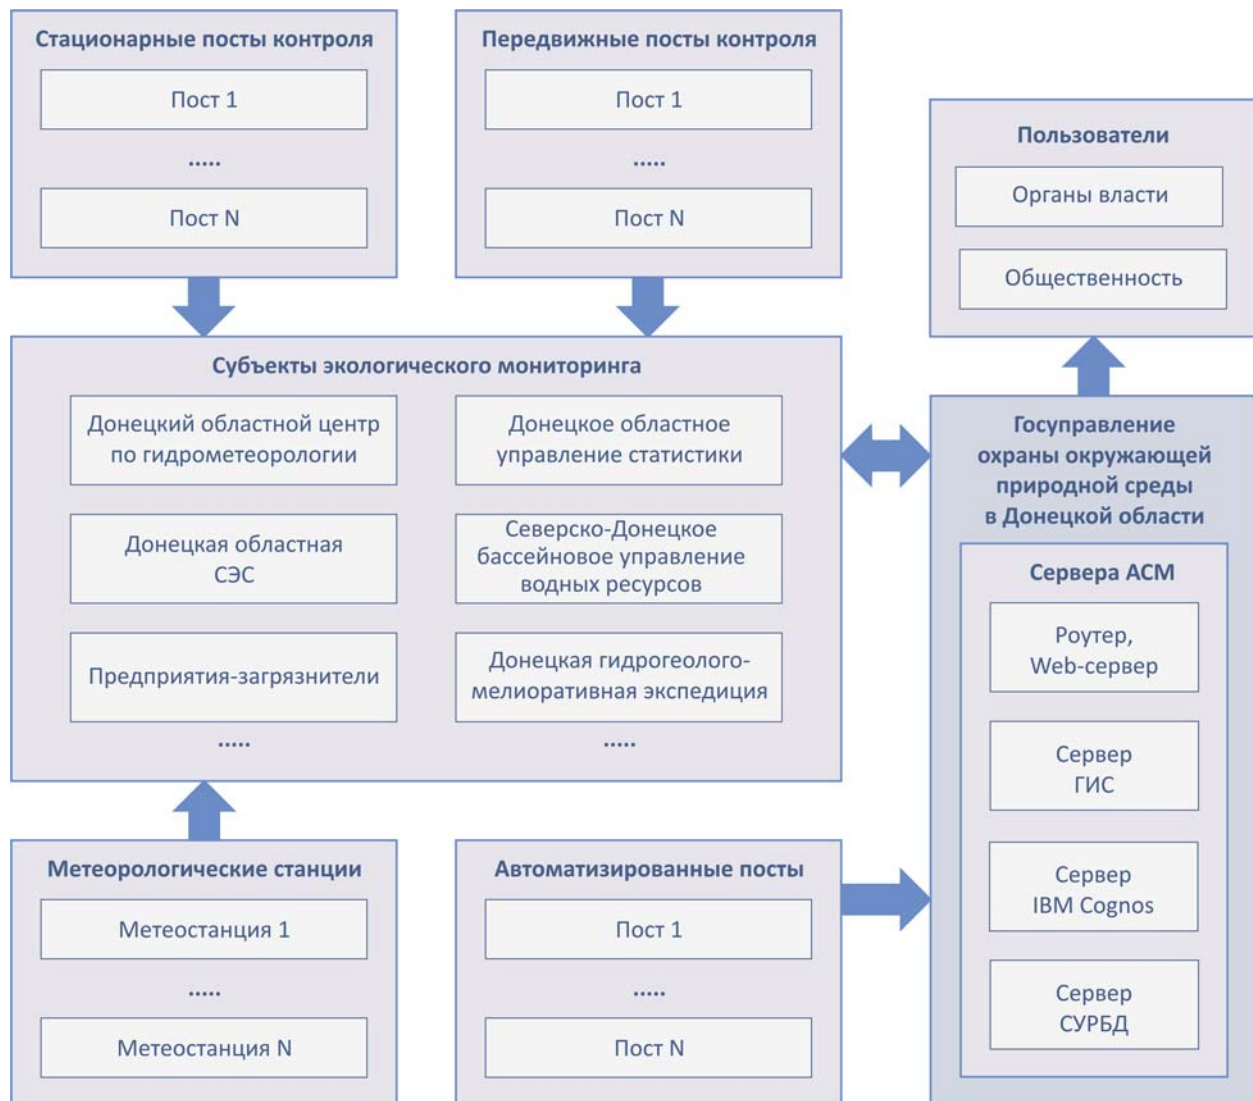 Стационарные посты контроля
Пост 1
.....
Пост N
Передвижные посты контроля
Пост 1
.....
Пост N
Пользователи
Органы власти
Общественность
Субъекты экологического мониторинга
Донецкий областной центр
по гидрометеорологии
Донецкое областное
управление статистики
Донецкая областная
СЭС
Северско-Донецкое
бассейновое управление
водных ресурсов
Предприятия-загрязнители
Донецкая гидрогеолого-
мелиоративная экспедиция
.....
.....
Госуправление
охраны окружающей
природной среды
в Донецкой области
Сервера АСМ
Роутер,
Web-сервер
Сервер
ГИС
Сервер
IBM Cognos
Сервер
СУРБД
Метеорологические станции
Метеостанция 1
.....
Метеостанция N
Автоматизированные посты
Пост 1
.....
Пост N